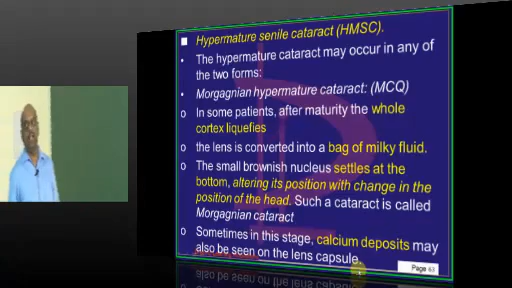 Hypermature senile cataract (HMSC).
The hypermature cataract may occur in any of
the two forms:
Morgagnian hypermature cataract: (MCQ)
In some patients, after maturity the whole
cortex liquefies
the lens is converted into a bag of milky fluid.
The small brownish nucleus settles at the
bottom, altering its position with change in the
position of the head. Such a cataract is called
Morgagnian cataract
Sometimes in this stage, calcium deposits may
also be seen on the lens capsule.
Page 63